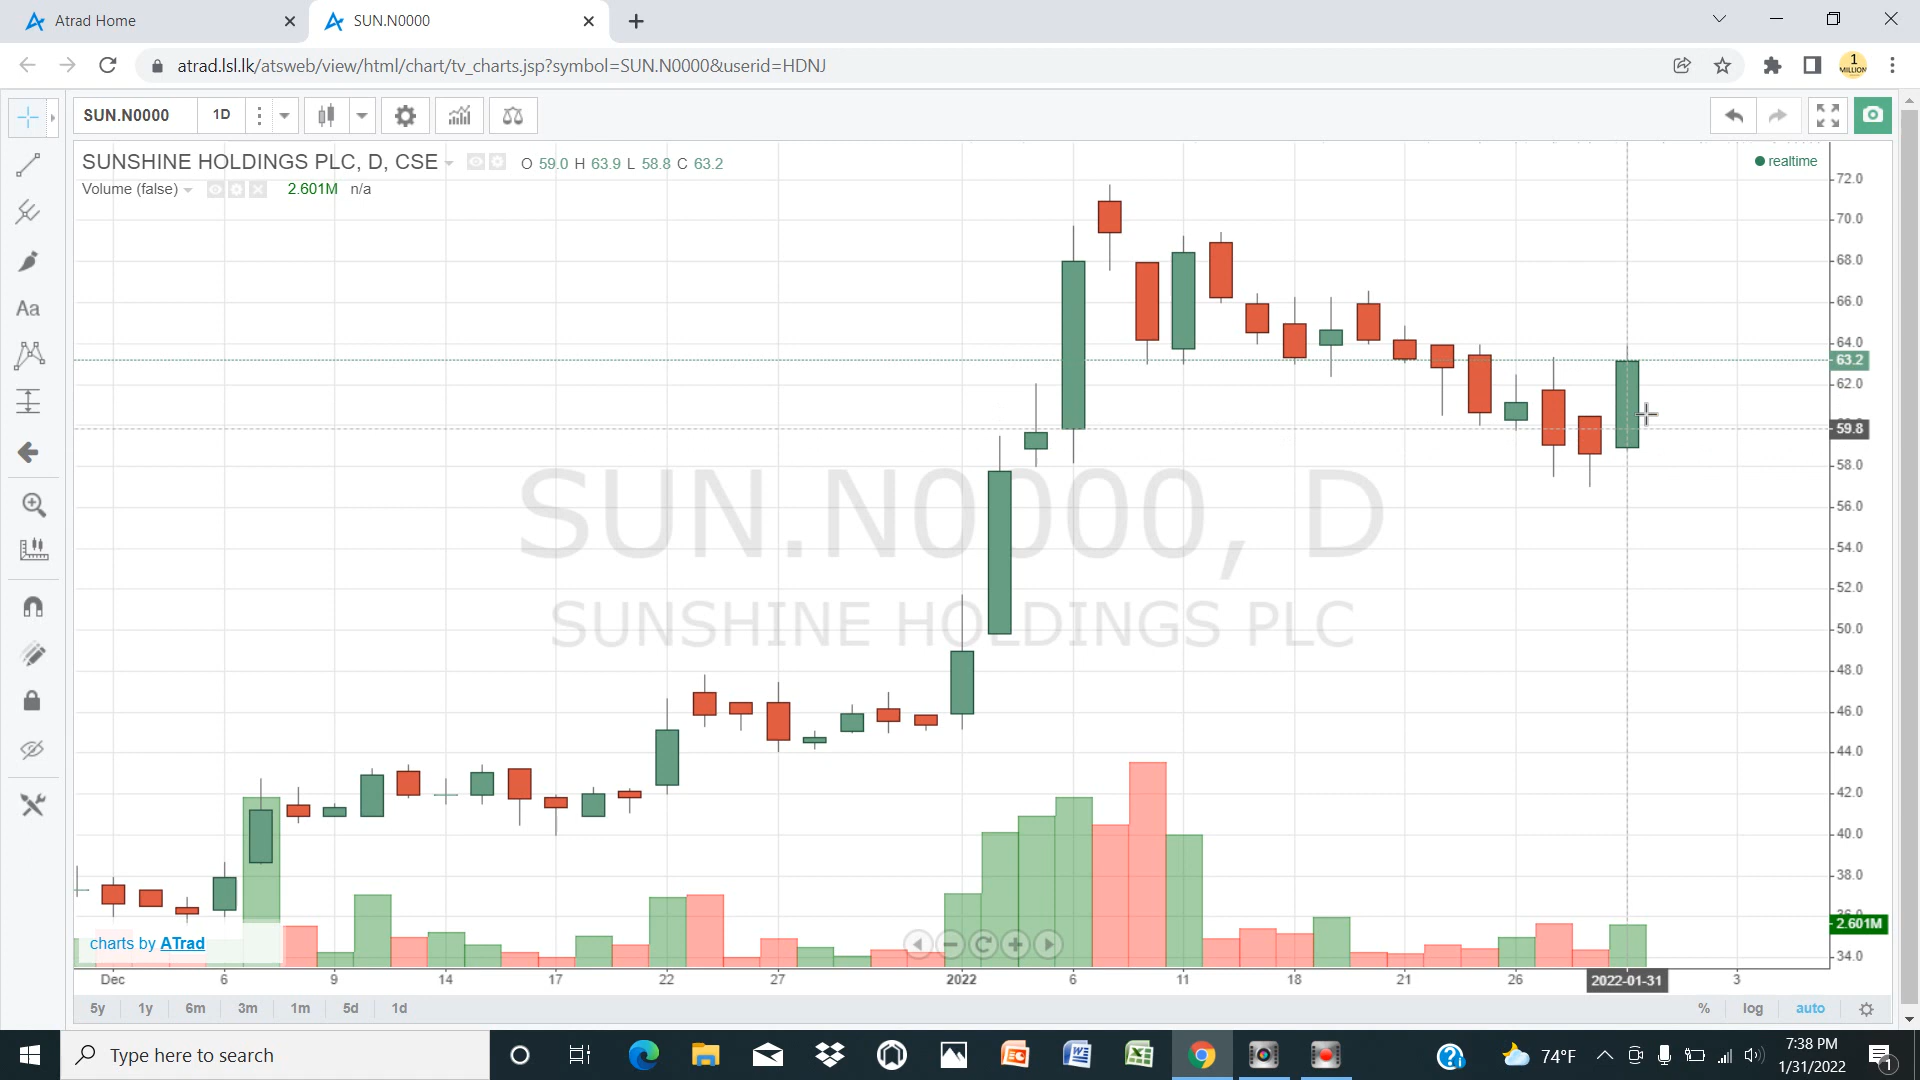 Atrad Home
SUN.N0000
atrad.lsl.lk/atsweb/view/html/chart/tv_charts.jsp?symbol=SUN.N0000&userid=HDNJ
1
MILLION
SUN.N0000
1D
SUNSHINE HOLDINGS PLC, D, CSE
O 59.0 H 63.9 L 58.8 C 63.2
realtime
Volume (false)
2.601M n/a
Aa
72.0
70.0
68.0
66.0
64.0
63.2
62.0
59.8
58.0
56.0
54.0
52.0
50.0
48.0
46.0
44.0
42.0
40.0
38.0
36.0
2.601M
34.0
SUN.N0000, D
SUNSHINE HOLDINGS PLC
charts by ATrad
Dec 6 9 14 17 22 27 2022 6 11 18 21 26 2022-01-31 3
5y 1y 6m 3m 1m 5d 1d
% log auto
Type here to search
74°F
7:38 PM
1/31/2022
1